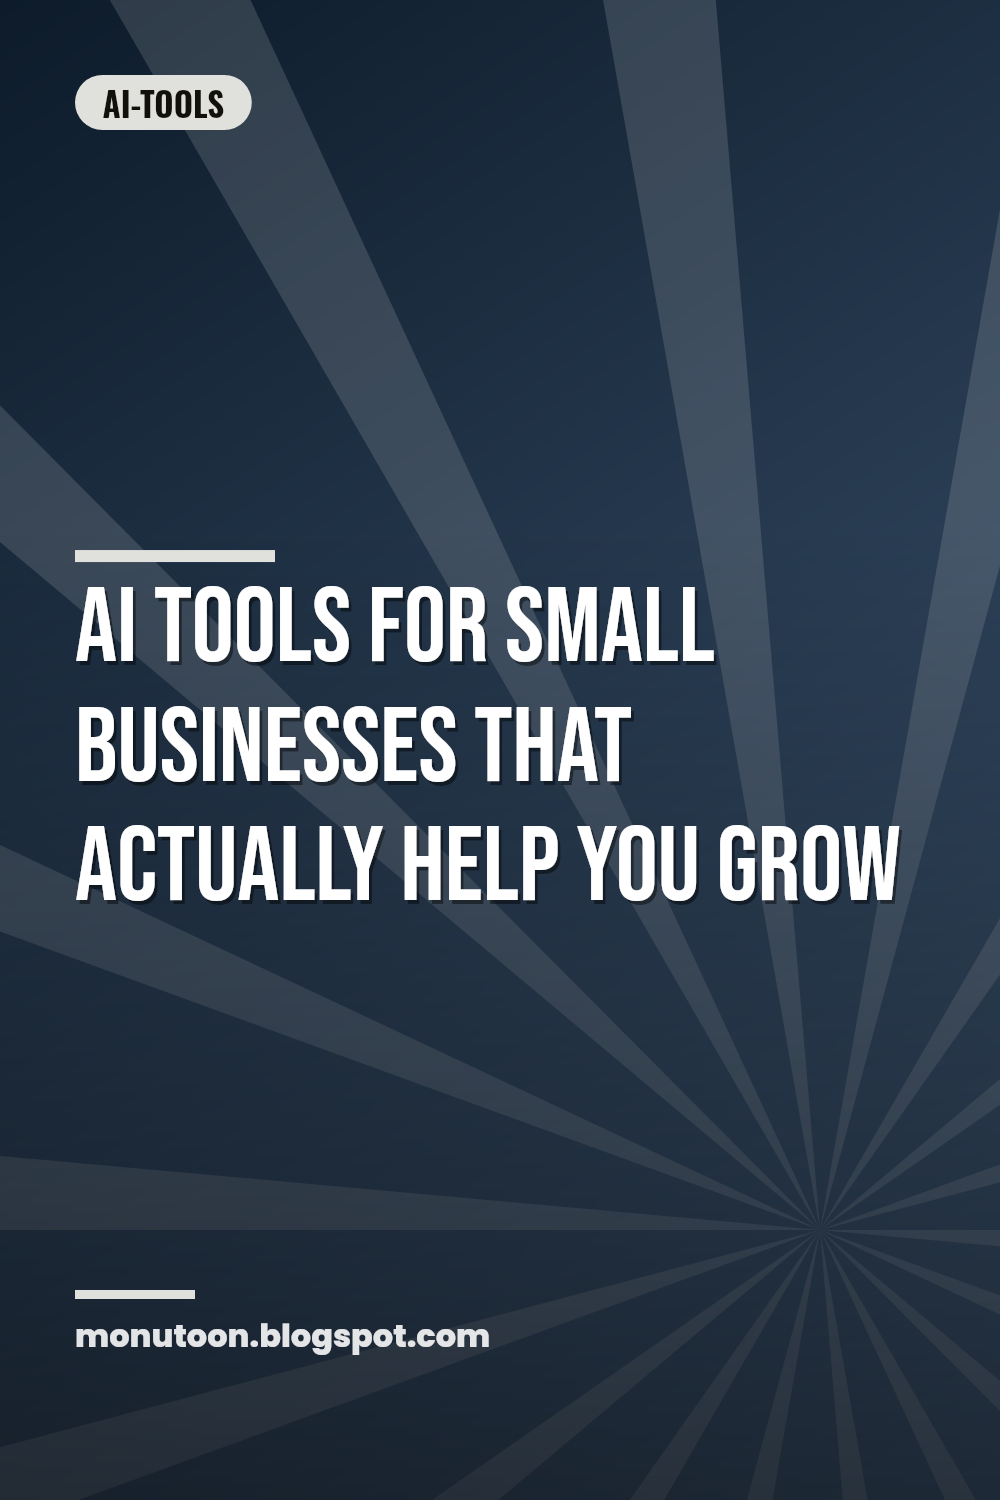 AI-TOOLS
AI TOOLS FOR SMALL
BUSINESSES THAT
ACTUALLY HELP YOU GROW
monutoon.blogspot.com